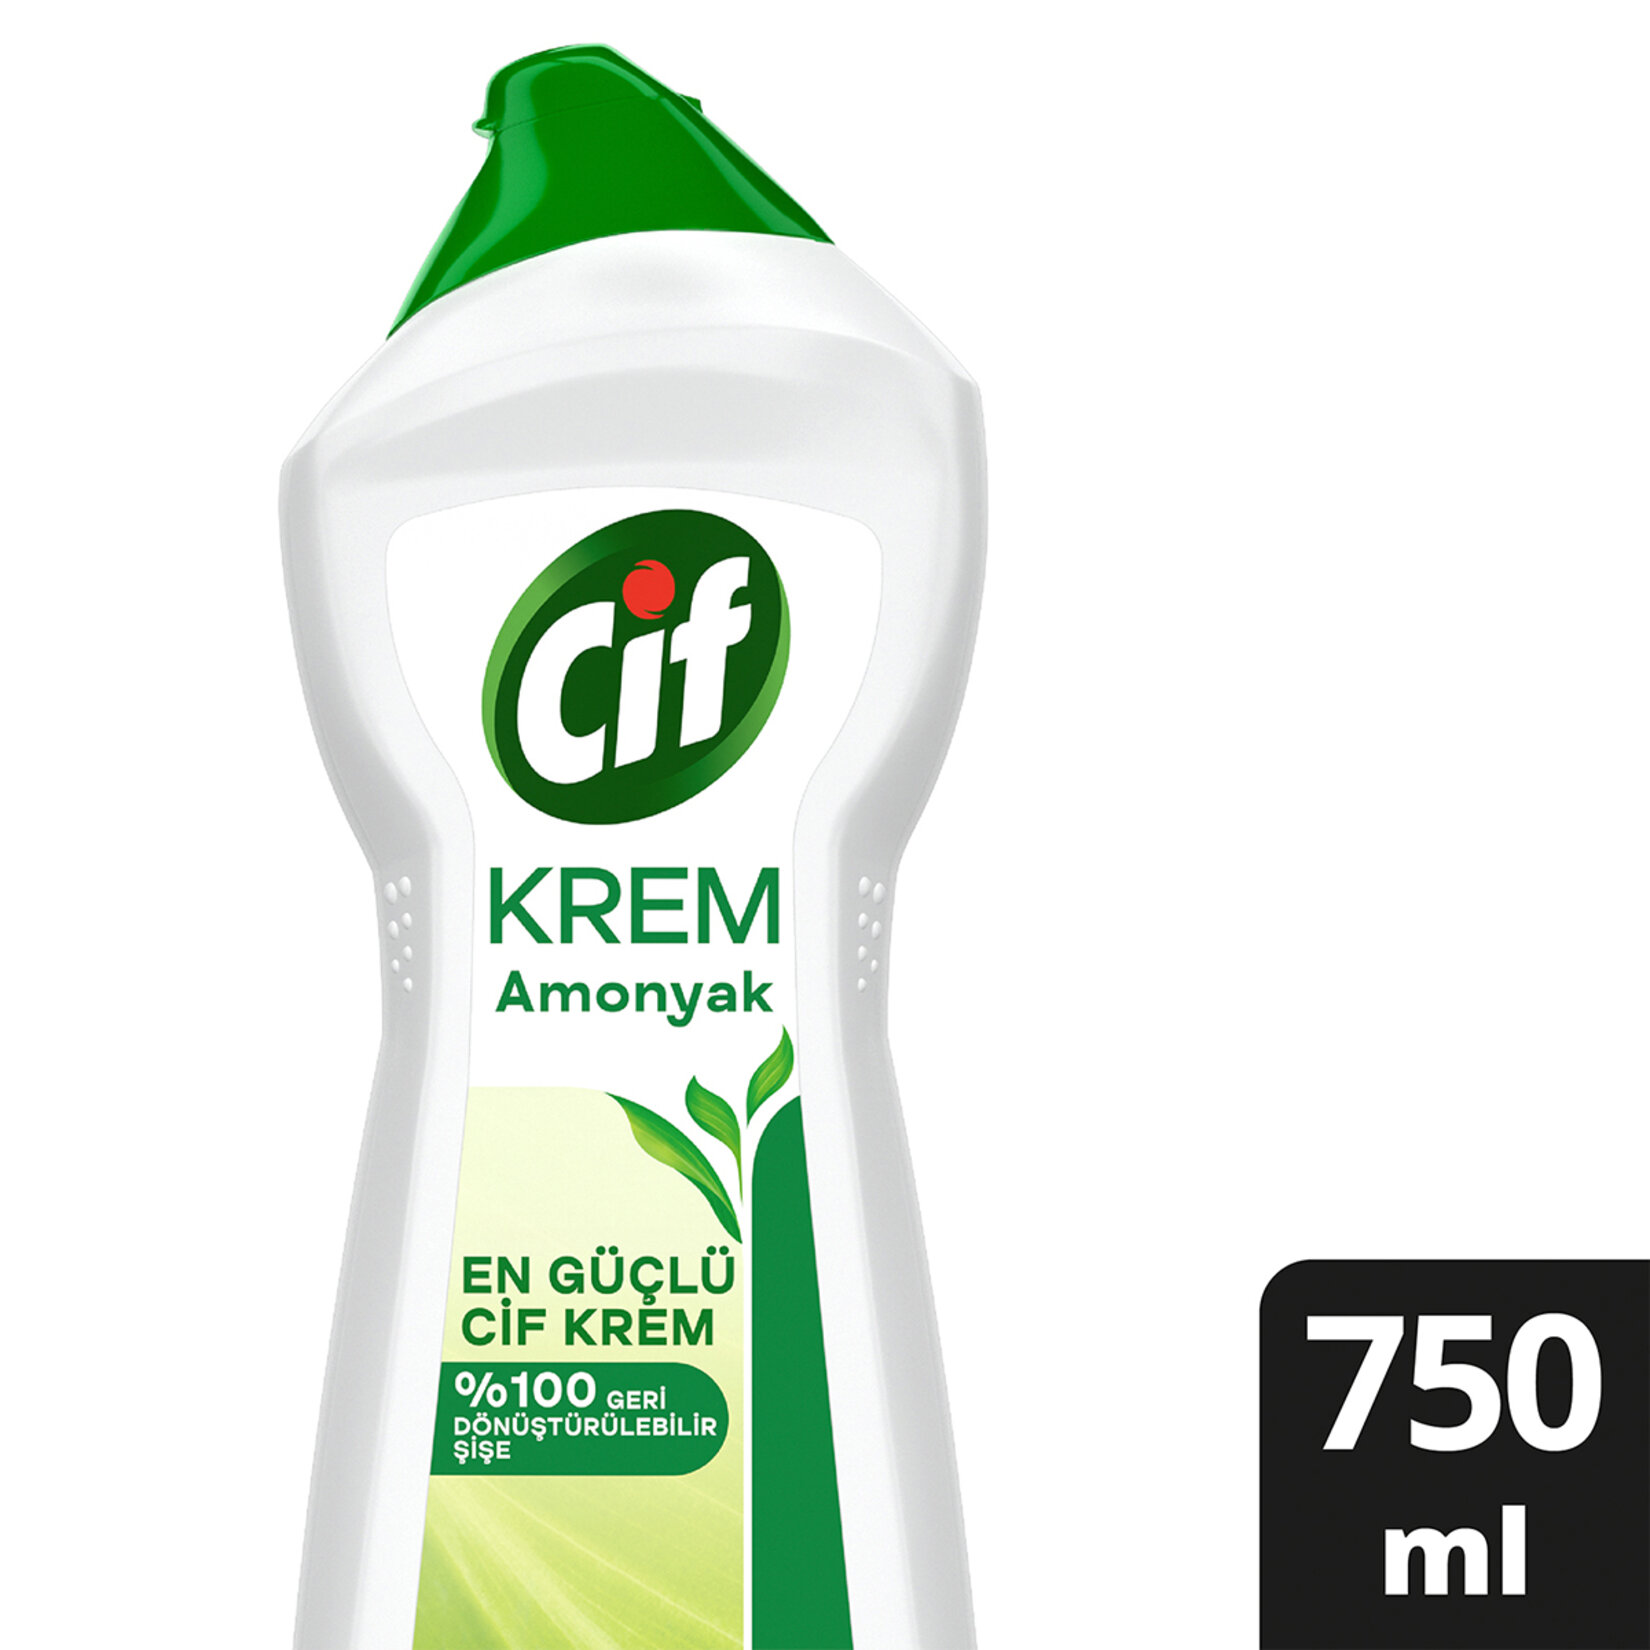 Cif
KREM
Amonyak
EN GÜÇLÜ
CİF KREM
%100 GERİ
DÖNÜŞTÜRÜLEBİLİR
ŞİŞE
750
ml